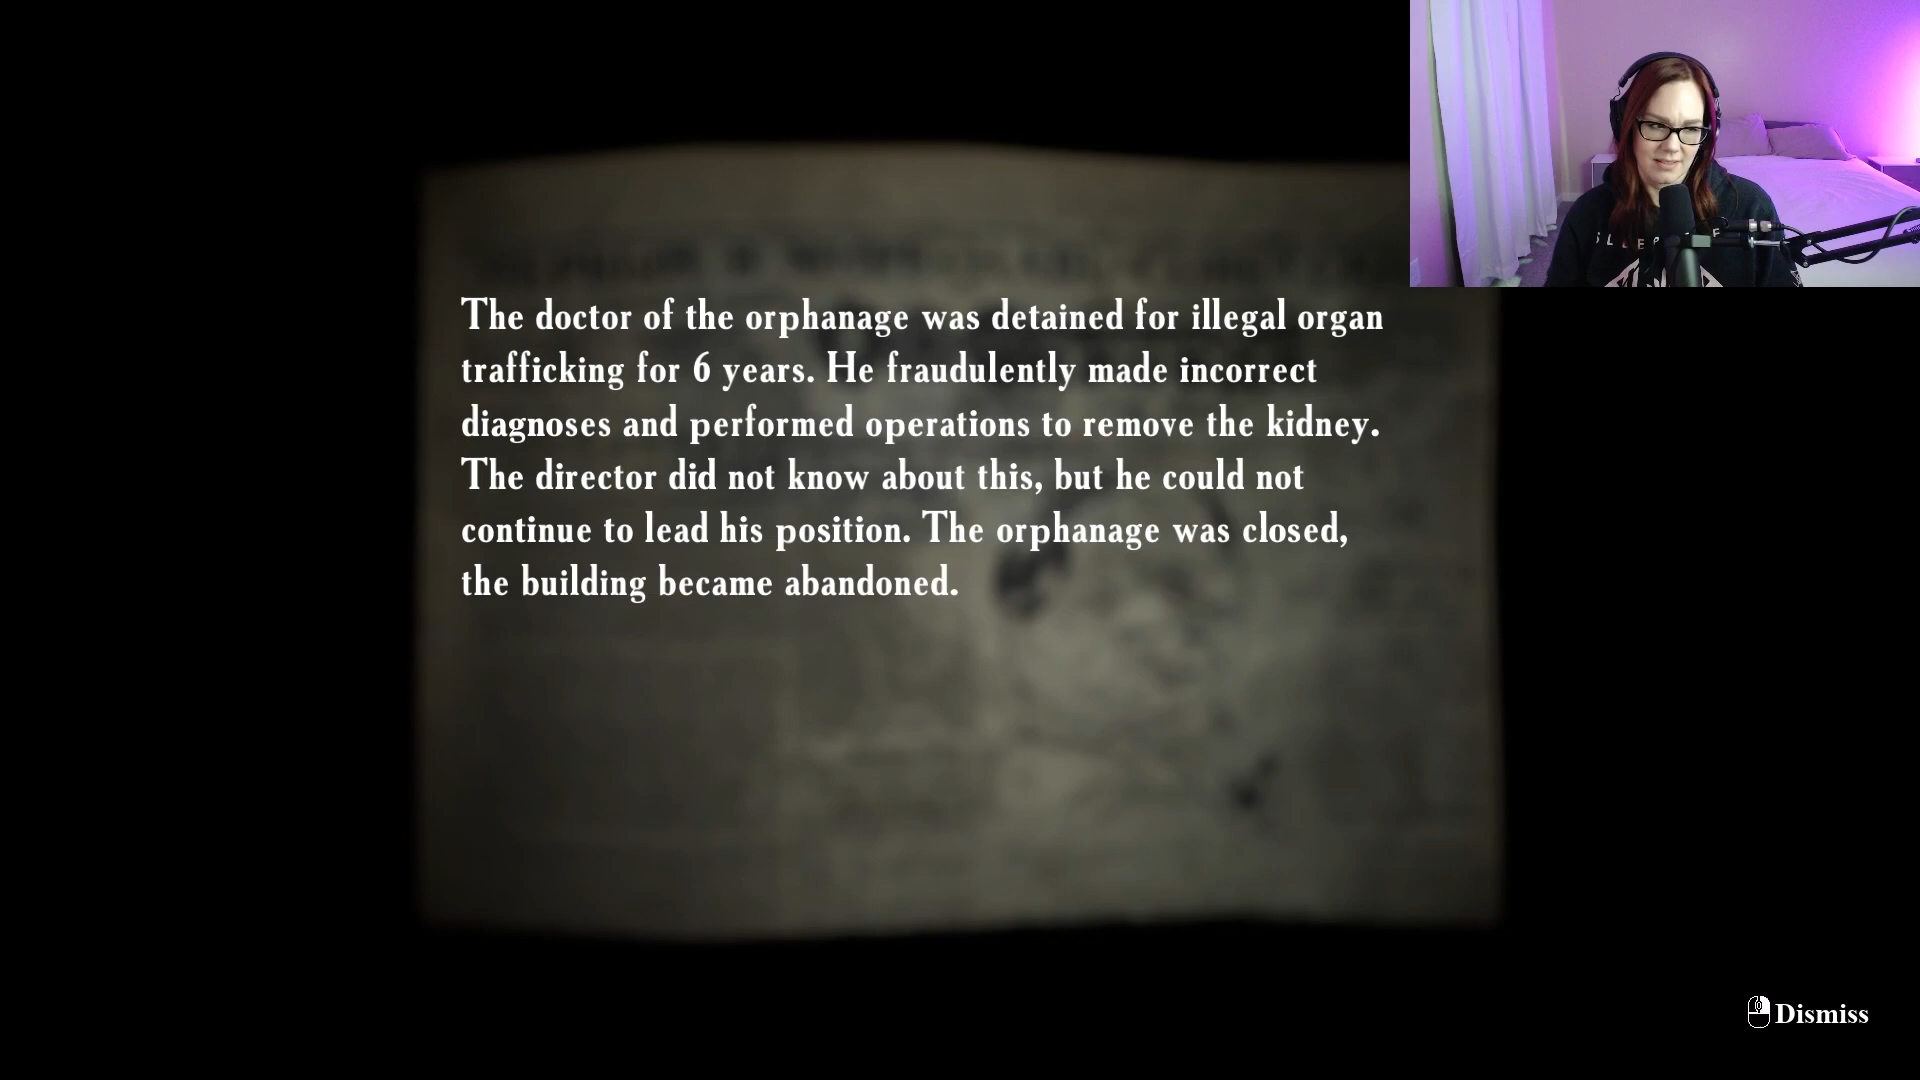 The doctor of the orphanage was detained for illegal organ
trafficking for 6 years. He fraudulently made incorrect
diagnoses and performed operations to remove the kidney.
The director did not know about this, but he could not
continue to lead his position. The orphanage was closed,
the building became abandoned.
Dismiss